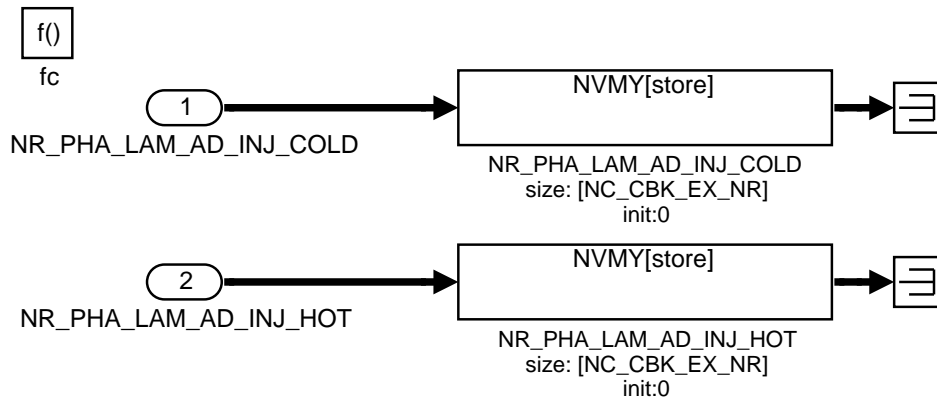 f()
fc
1
NVMY[store]
NR_PHA_LAM_AD_INJ_COLD
NR_PHA_LAM_AD_INJ_COLD
size: [NC_CBK_EX_NR]
init:0
2
NVMY[store]
NR_PHA_LAM_AD_INJ_HOT
NR_PHA_LAM_AD_INJ_HOT
size: [NC_CBK_EX_NR]
init:0